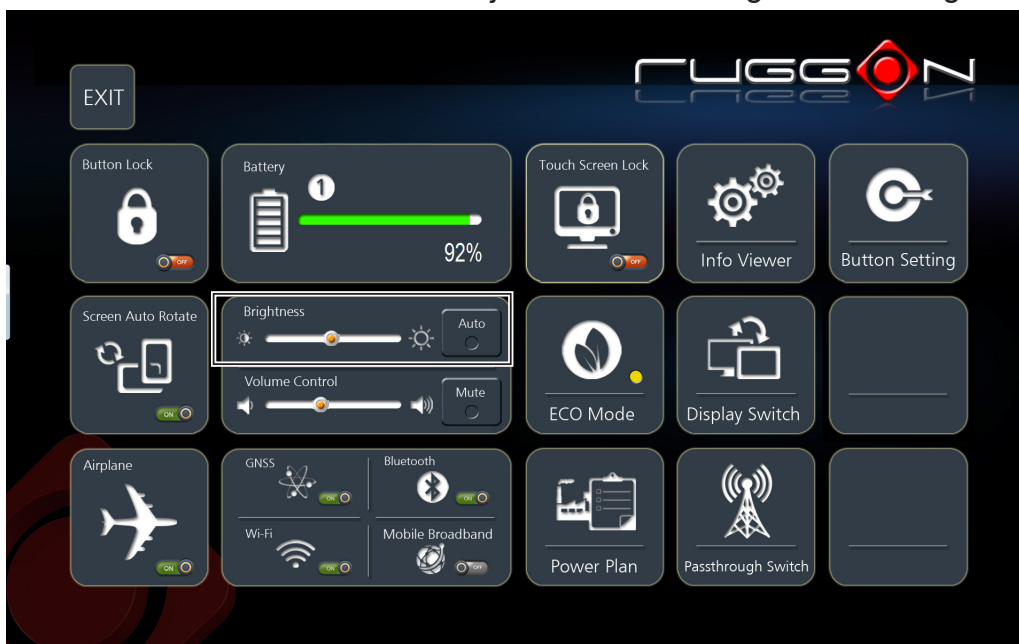 EXIT
RUGGON
Button Lock
OFF
Battery
1
92%
Touch Screen Lock
OFF
Info Viewer
Button Setting
Screen Auto Rotate
ON
Brightness
Auto
Volume Control
Mute
ECO Mode
Display Switch
Airplane
ON
GNSS
ON
Bluetooth
ON
Wi-Fi
ON
Mobile Broadband
OFF
Power Plan
Passthrough Switch